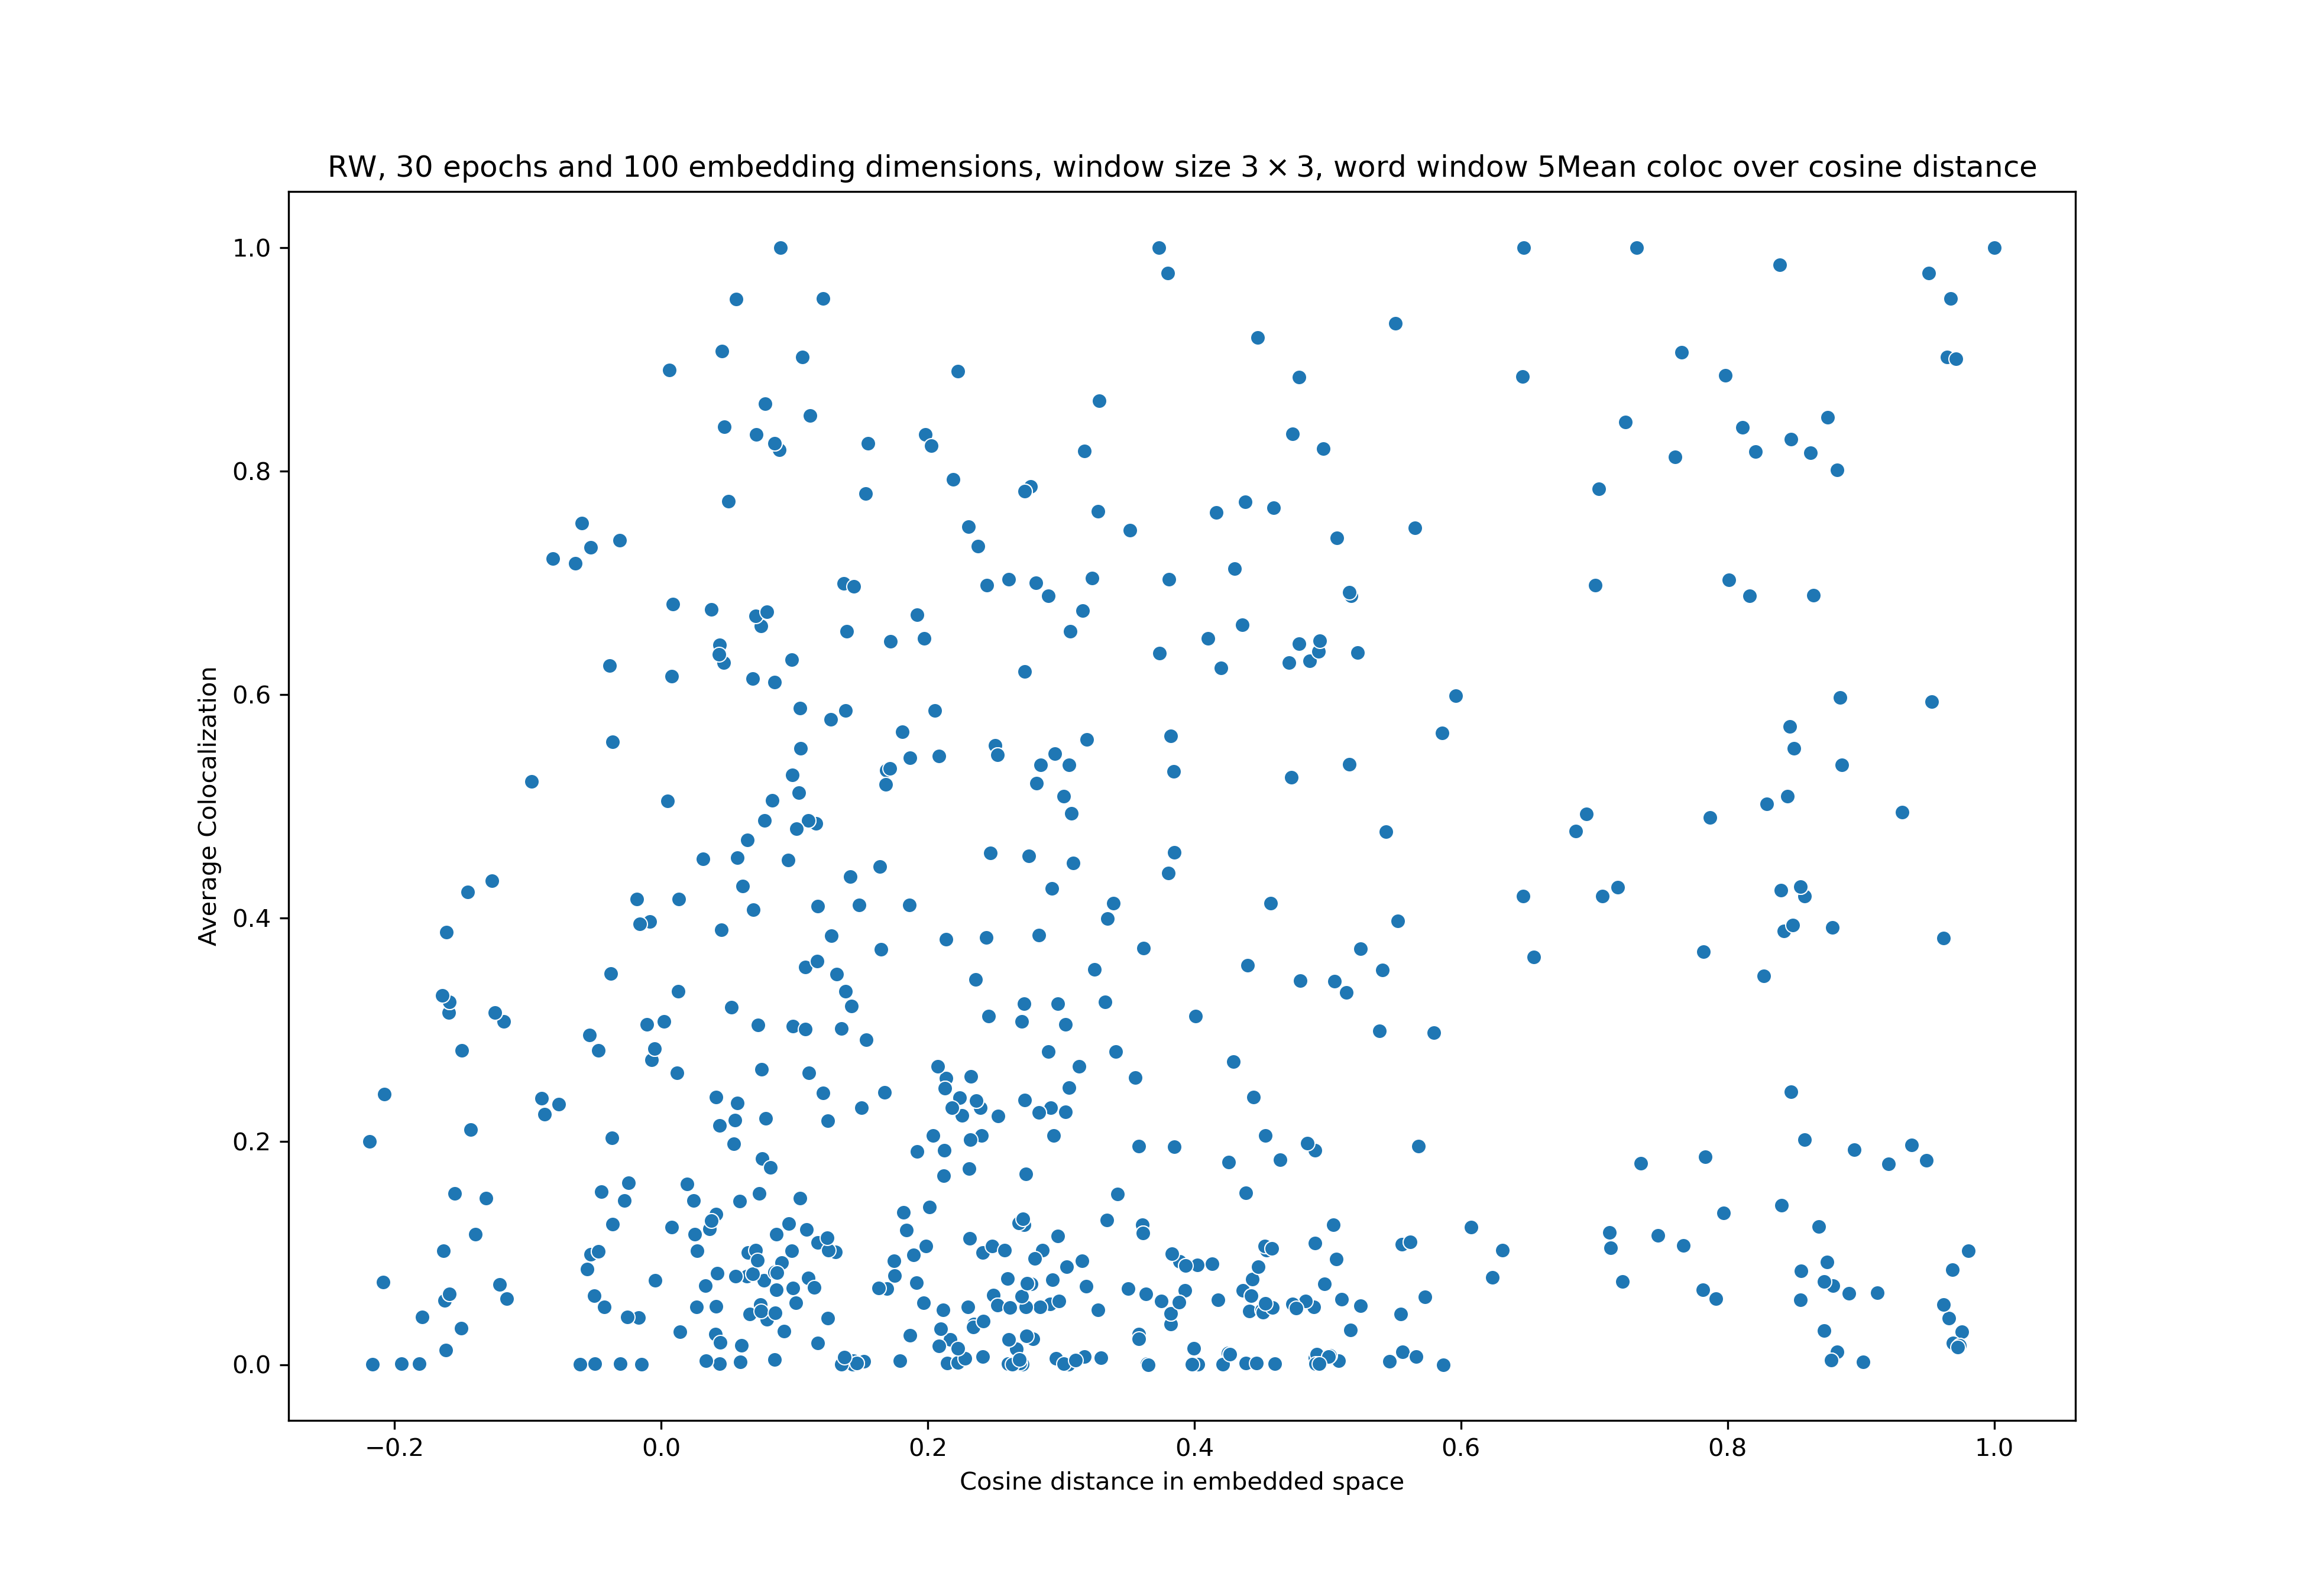 RW, 30 epochs and 100 embedding dimensions, window size 3 × 3, word window 5Mean coloc over cosine distance
1.0
0.8
0.6
0.4
0.2
0.0
Average Colocalization
−0.2 0.0 0.2 0.4 0.6 0.8 1.0
Cosine distance in embedded space